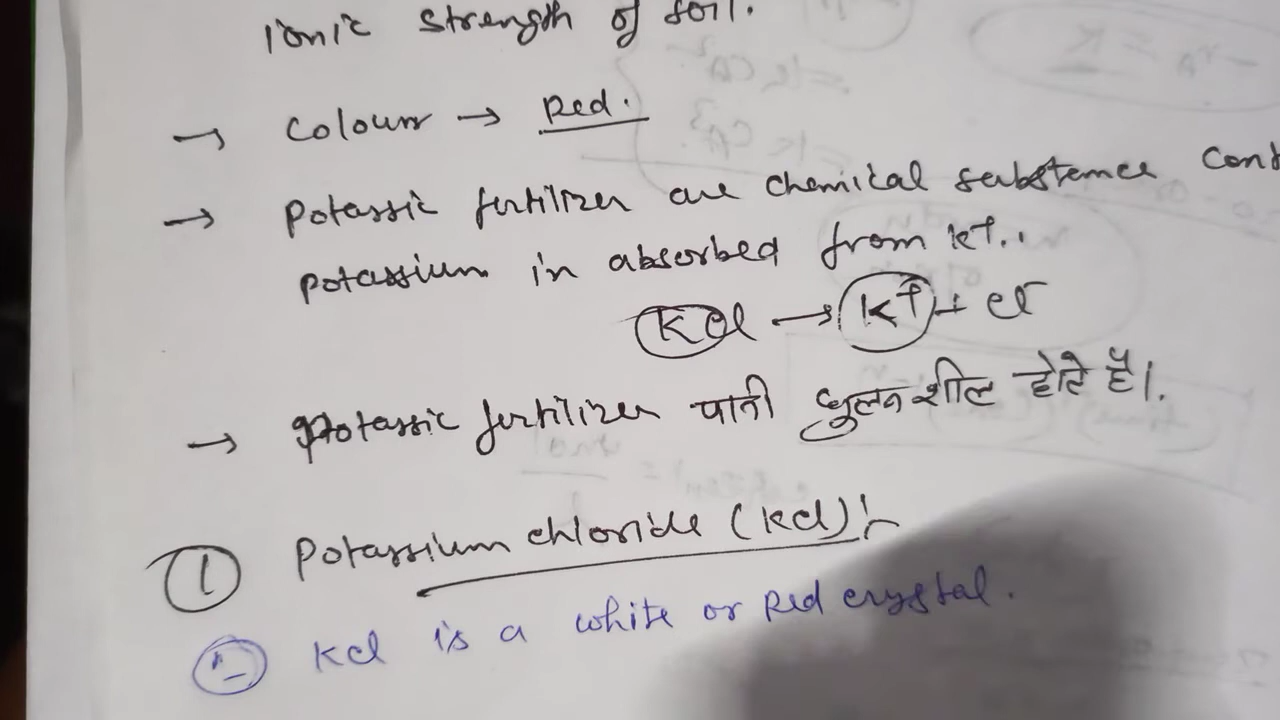 ionic strength of soil.
→ Colour → Red.
→ Potassic fertilizer are chemical substance cont
potassium in absorbed from K+..
KCl → K+ + Cl-
→ Potassic fertilizer पानी घुलनशील होते हैं।.
① Potassium chloride (KCl):-
KCl is a white or Red crystal.